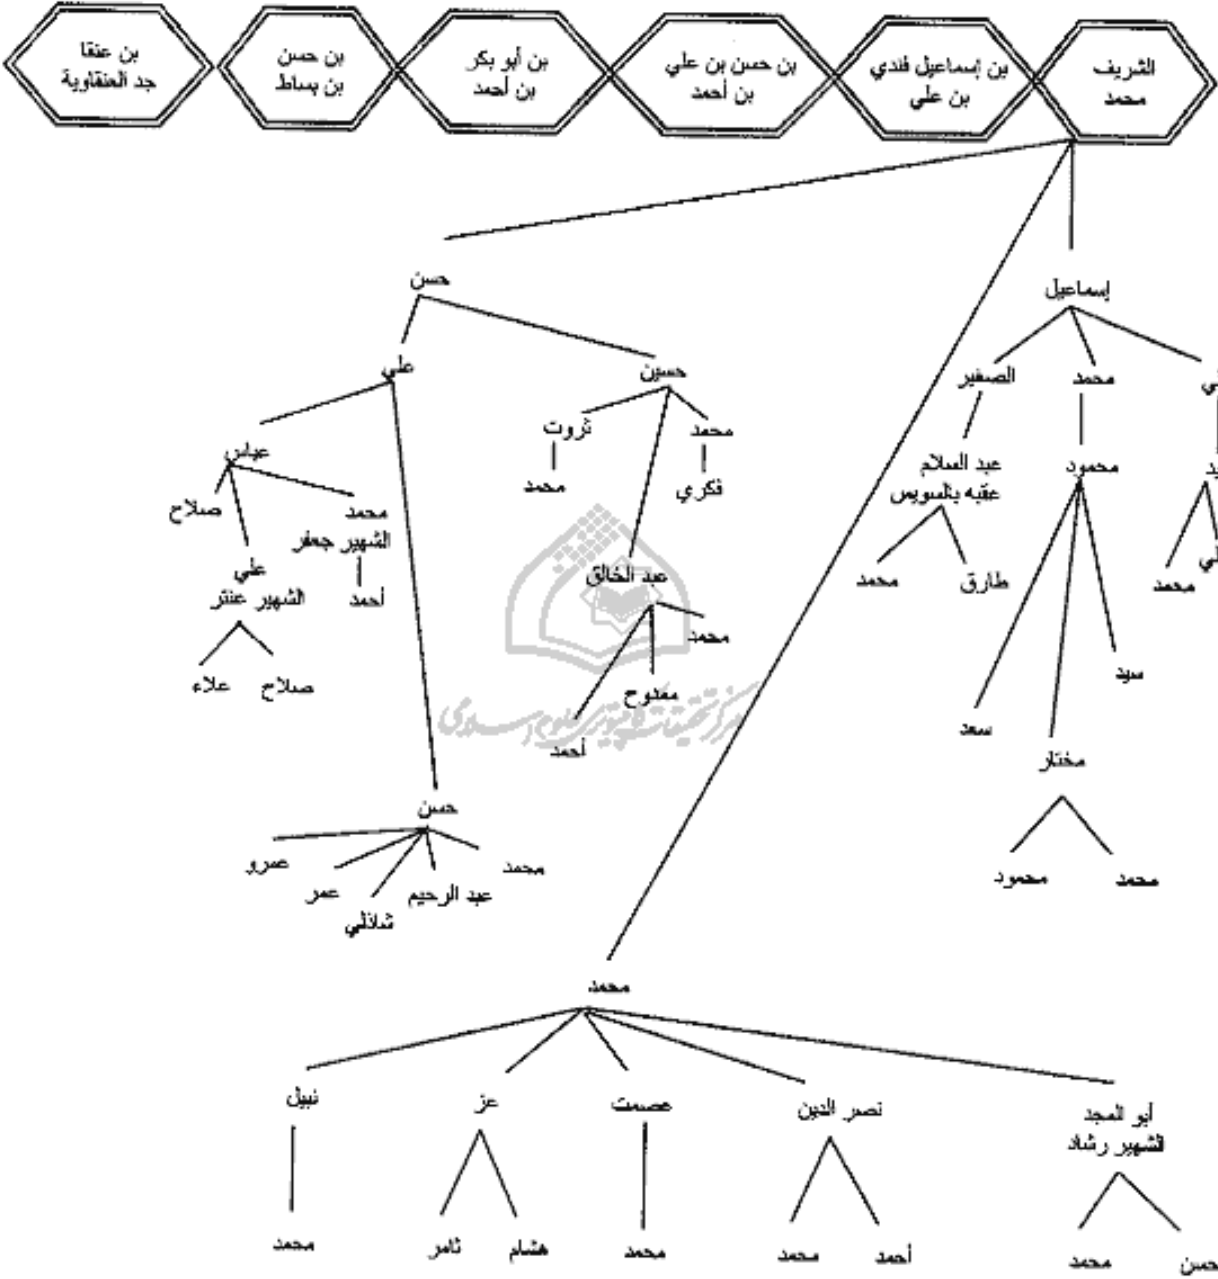 الشريف
محمد
بن إسماعيل فندي
بن علي
بن حسن بن علي
بن أحمد
بن أبو بكر
بن أحمد
بن حسن
بن بساط
بن عنقا
جد العنقاوية
إسماعيل
حسن
محمد
الصغير
حسين
علي
محمد
ثروت
عباس
محمود
عبد السلام
عقبه بالسويس
فكري
محمد
محمد
الشهير جعفر
صلاح
محمد
طارق
محمد
عبد الخالق
أحمد
علي
الشهير عنتر
محمد
ممدوح
أحمد
صلاح
علاء
سيد
سعد
مختار
محمد
محمود
حسن
محمد
عبد الرحيم
شاذلي
عمر
عمرو
محمد
أبو المجد
الشهير رشاد
نصر الدين
عصمت
عز
نبيل
حسن
محمد
أحمد
محمد
محمد
هشام
ثامر
محمد